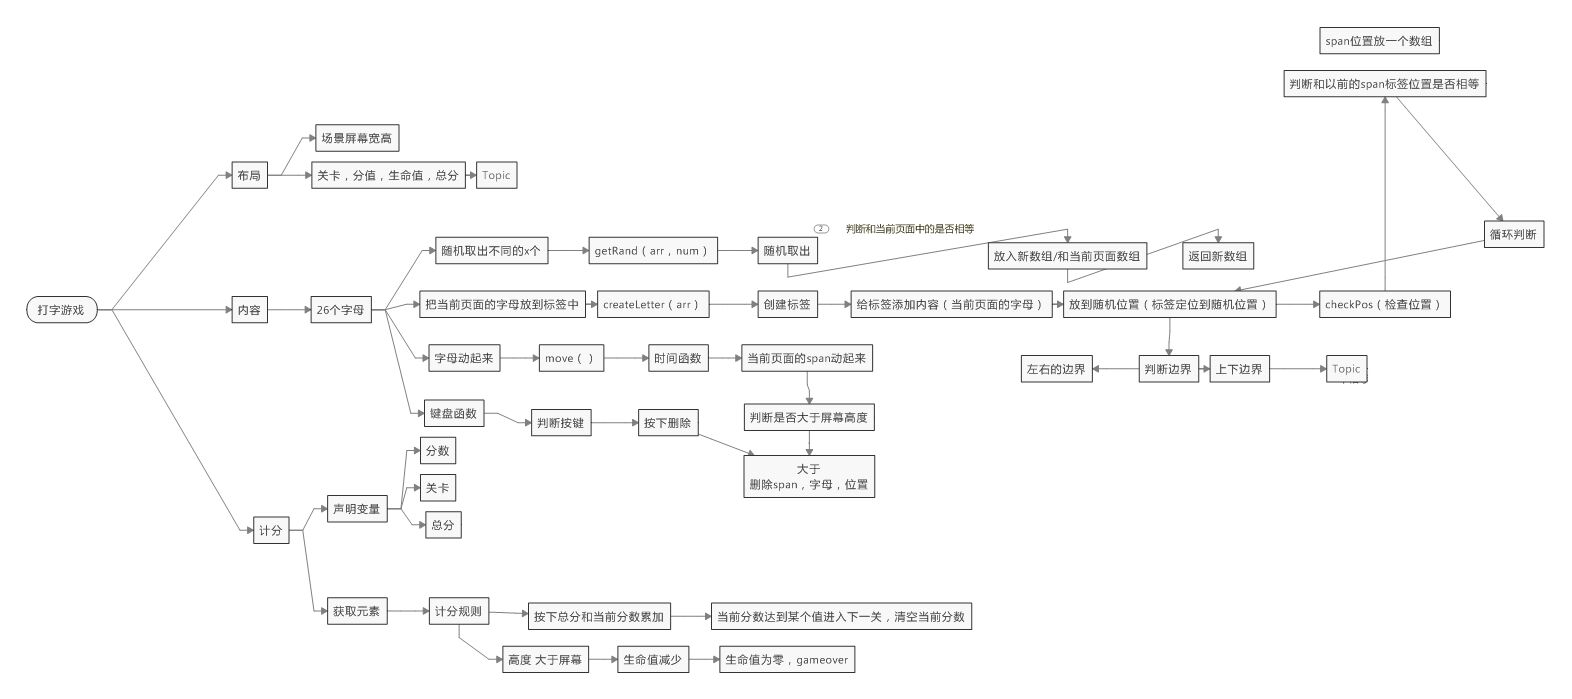 span位置放一个数组
判断和以前的span标签位置是否相等
场景屏幕宽高
布局
关卡，分值，生命值，总分
Topic
2
判断和当前页面中的是否相等
循环判断
随机取出不同的x个
getRand（arr，num）
随机取出
放入新数组/和当前页面数组
返回新数组
打字游戏
内容
26个字母
把当前页面的字母放到标签中
createLetter（arr）
创建标签
给标签添加内容（当前页面的字母）
放到随机位置（标签定位到随机位置）
checkPos（检查位置）
字母动起来
move（ ）
时间函数
当前页面的span动起来
左右的边界
判断边界
上下边界
Topic
键盘函数
判断按键
按下删除
判断是否大于屏幕高度
分数
大于
删除span，字母，位置
关卡
声明变量
总分
计分
获取元素
计分规则
按下总分和当前分数累加
当前分数达到某个值进入下一关，清空当前分数
高度 大于屏幕
生命值减少
生命值为零，gameover